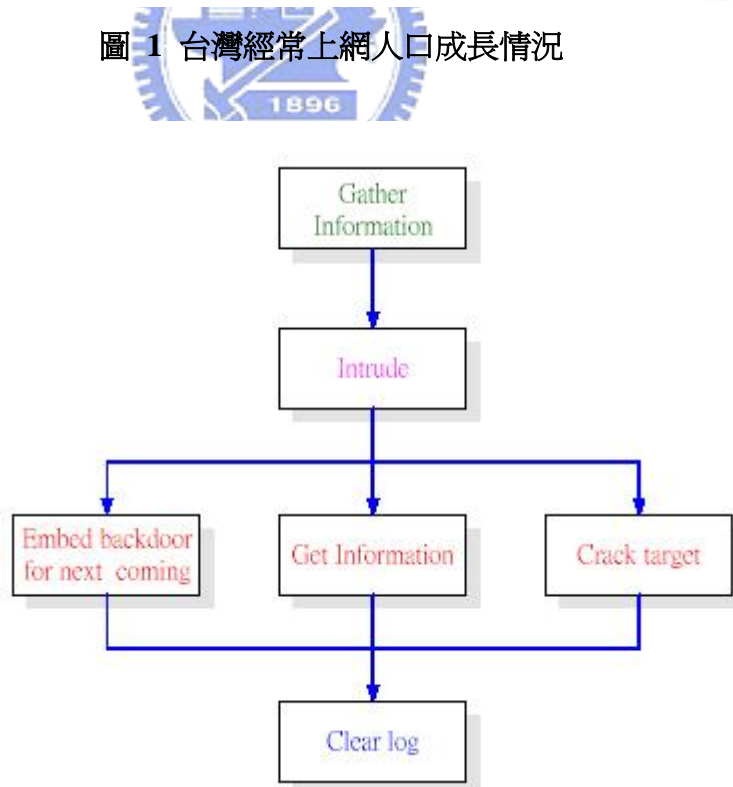 圖 1 台灣經常上網人口成長情況
1896
Gather
Information
Intrude
Embed backdoor
for next coming
Get Information
Crack target
Clear log